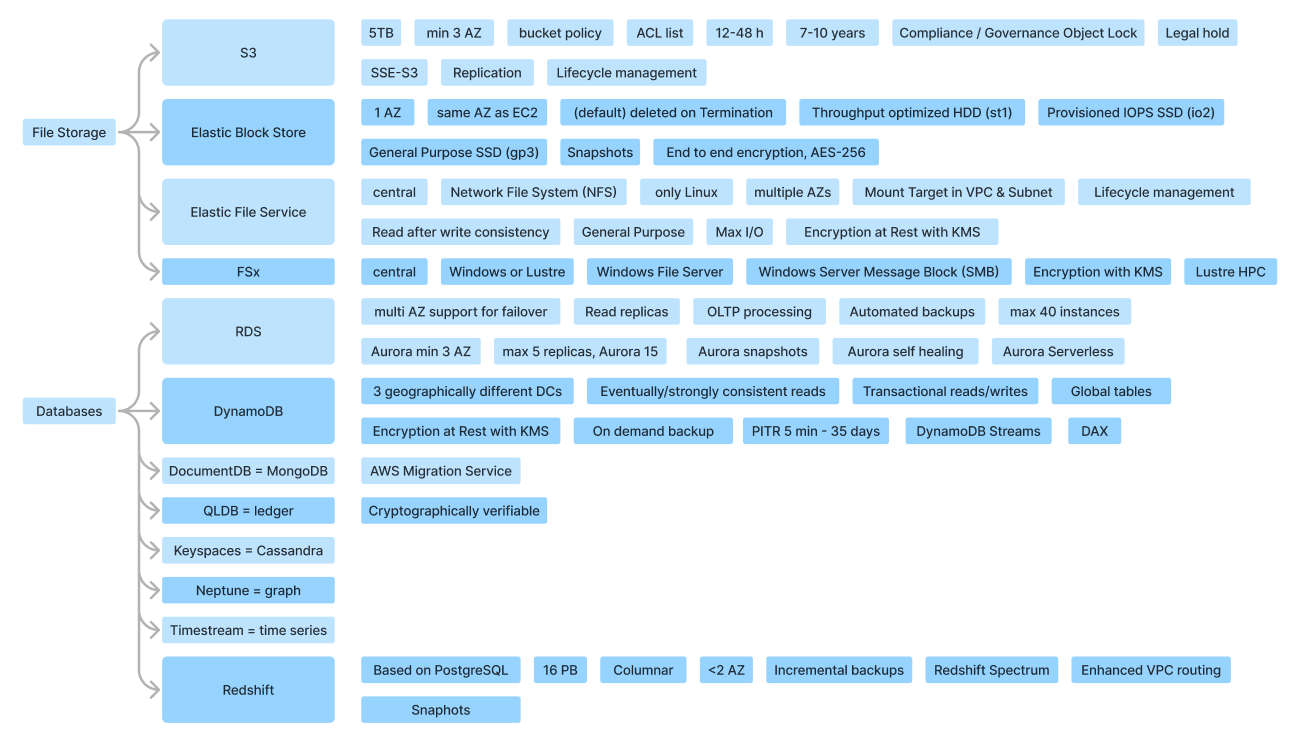 File Storage
S3
5TB
min 3 AZ
bucket policy
ACL list
12-48 h
7-10 years
Compliance / Governance Object Lock
Legal hold
SSE-S3
Replication
Lifecycle management
Elastic Block Store
1 AZ
same AZ as EC2
(default) deleted on Termination
Throughput optimized HDD (st1)
Provisioned IOPS SSD (io2)
General Purpose SSD (gp3)
Snapshots
End to end encryption, AES-256
Elastic File Service
central
Network File System (NFS)
only Linux
multiple AZs
Mount Target in VPC & Subnet
Lifecycle management
Read after write consistency
General Purpose
Max I/O
Encryption at Rest with KMS
FSx
central
Windows or Lustre
Windows File Server
Windows Server Message Block (SMB)
Encryption with KMS
Lustre HPC
Databases
RDS
multi AZ support for failover
Read replicas
OLTP processing
Automated backups
max 40 instances
Aurora min 3 AZ
max 5 replicas, Aurora 15
Aurora snapshots
Aurora self healing
Aurora Serverless
DynamoDB
3 geographically different DCs
Eventually/strongly consistent reads
Transactional reads/writes
Global tables
Encryption at Rest with KMS
On demand backup
PITR 5 min - 35 days
DynamoDB Streams
DAX
DocumentDB = MongoDB
AWS Migration Service
QLDB = ledger
Cryptographically verifiable
Keyspaces = Cassandra
Neptune = graph
Timestream = time series
Redshift
Based on PostgreSQL
16 PB
Columnar
<2 AZ
Incremental backups
Redshift Spectrum
Enhanced VPC routing
Snaphots